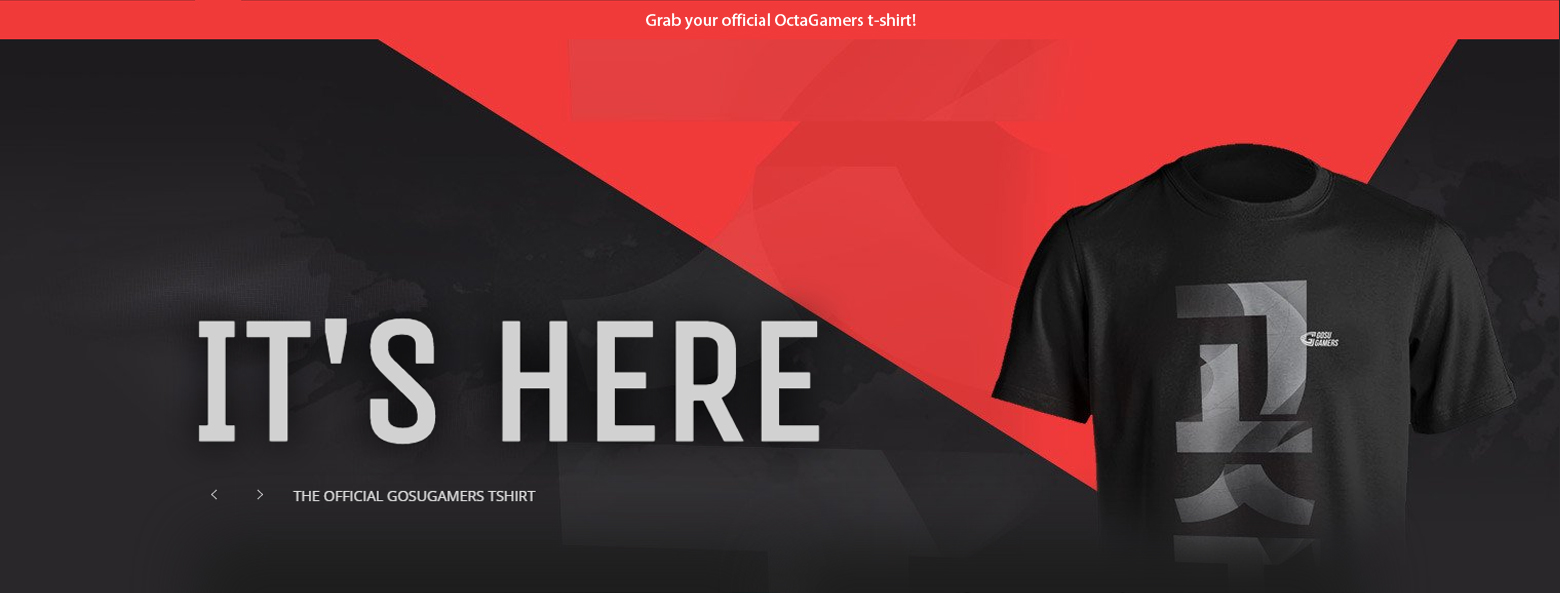 Grab your official OctaGamers t-shirt!
GOSU
GAMERS
IT'S HERE
THE OFFICIAL GOSUGAMERS TSHIRT